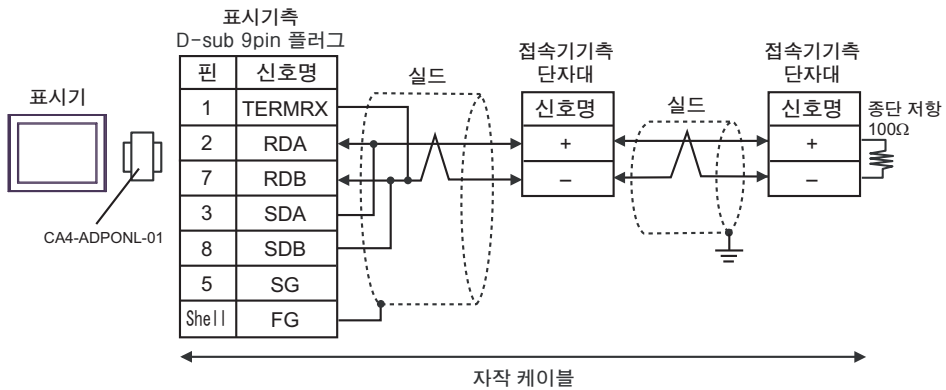 표시기측
D-sub 9pin 플러그
핀 신호명
1 TERMRX
2 RDA
7 RDB
3 SDA
8 SDB
5 SG
Shell FG
표시기
CA4-ADPONL-01
실드
접속기기측
단자대
신호명
+
–
실드
접속기기측
단자대
신호명
+
–
종단 저항
100Ω
자작 케이블